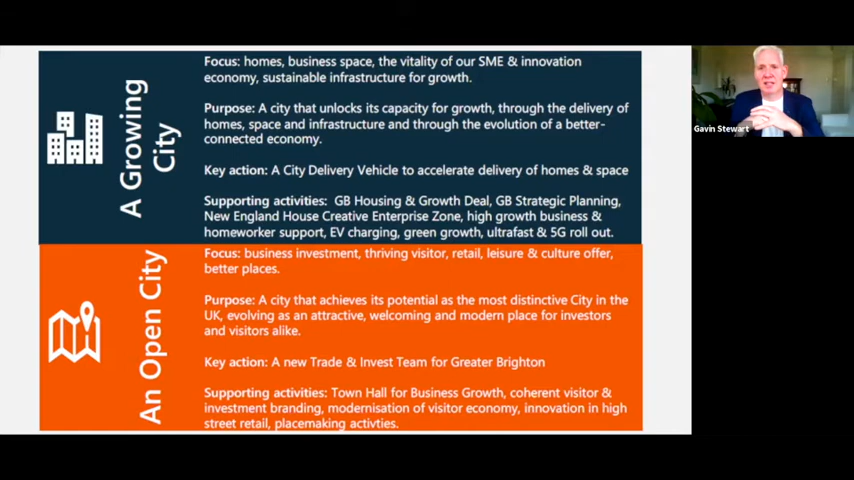 A Growing
City
Focus: homes, business space, the vitality of our SME & innovation
economy, sustainable infrastructure for growth.
Purpose: A city that unlocks its capacity for growth, through the delivery of
homes, space and infrastructure and through the evolution of a better-
connected economy.
Key action: A City Delivery Vehicle to accelerate delivery of homes & space
Supporting activities: GB Housing & Growth Deal, GB Strategic Planning,
New England House Creative Enterprise Zone, high growth business &
homeworker support, EV charging, green growth, ultrafast & 5G roll out.
An Open City
Focus: business investment, thriving visitor, retail, leisure & culture offer,
better places.
Purpose: A city that achieves its potential as the most distinctive City in the
UK, evolving as an attractive, welcoming and modern place for investors
and visitors alike.
Key action: A new Trade & Invest Team for Greater Brighton
Supporting activities: Town Hall for Business Growth, coherent visitor &
investment branding, modernisation of visitor economy, innovation in high
street retail, placemaking activties.
Gavin Stewart